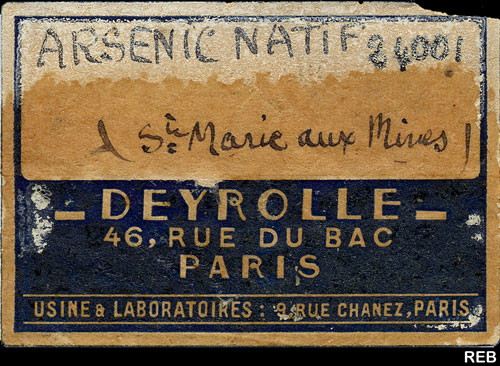 ARSENIC NATIF 24001
( Ste Marie aux Mines )
– DEYROLLE –
46, RUE DU BAC
PARIS
USINE & LABORATOIRES : 9, RUE CHANEZ, PARIS
REB